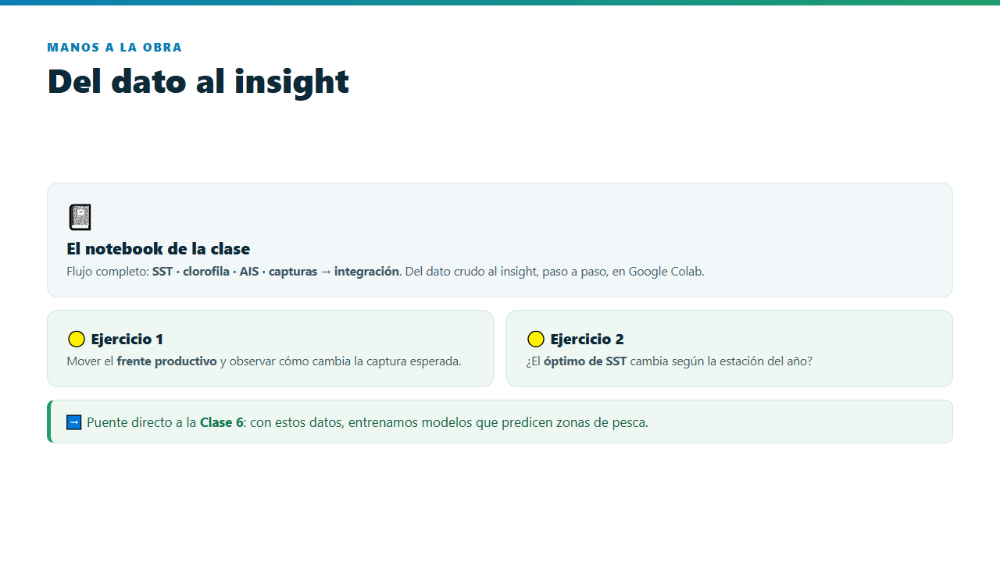 MANOS A LA OBRA
Del dato al insight
El notebook de la clase
Flujo completo: SST · clorofila · AIS · capturas → integración. Del dato crudo al insight, paso a paso, en Google Colab.
Ejercicio 1
Mover el frente productivo y observar cómo cambia la captura esperada.
Ejercicio 2
¿El óptimo de SST cambia según la estación del año?
➡ Puente directo a la Clase 6: con estos datos, entrenamos modelos que predicen zonas de pesca.